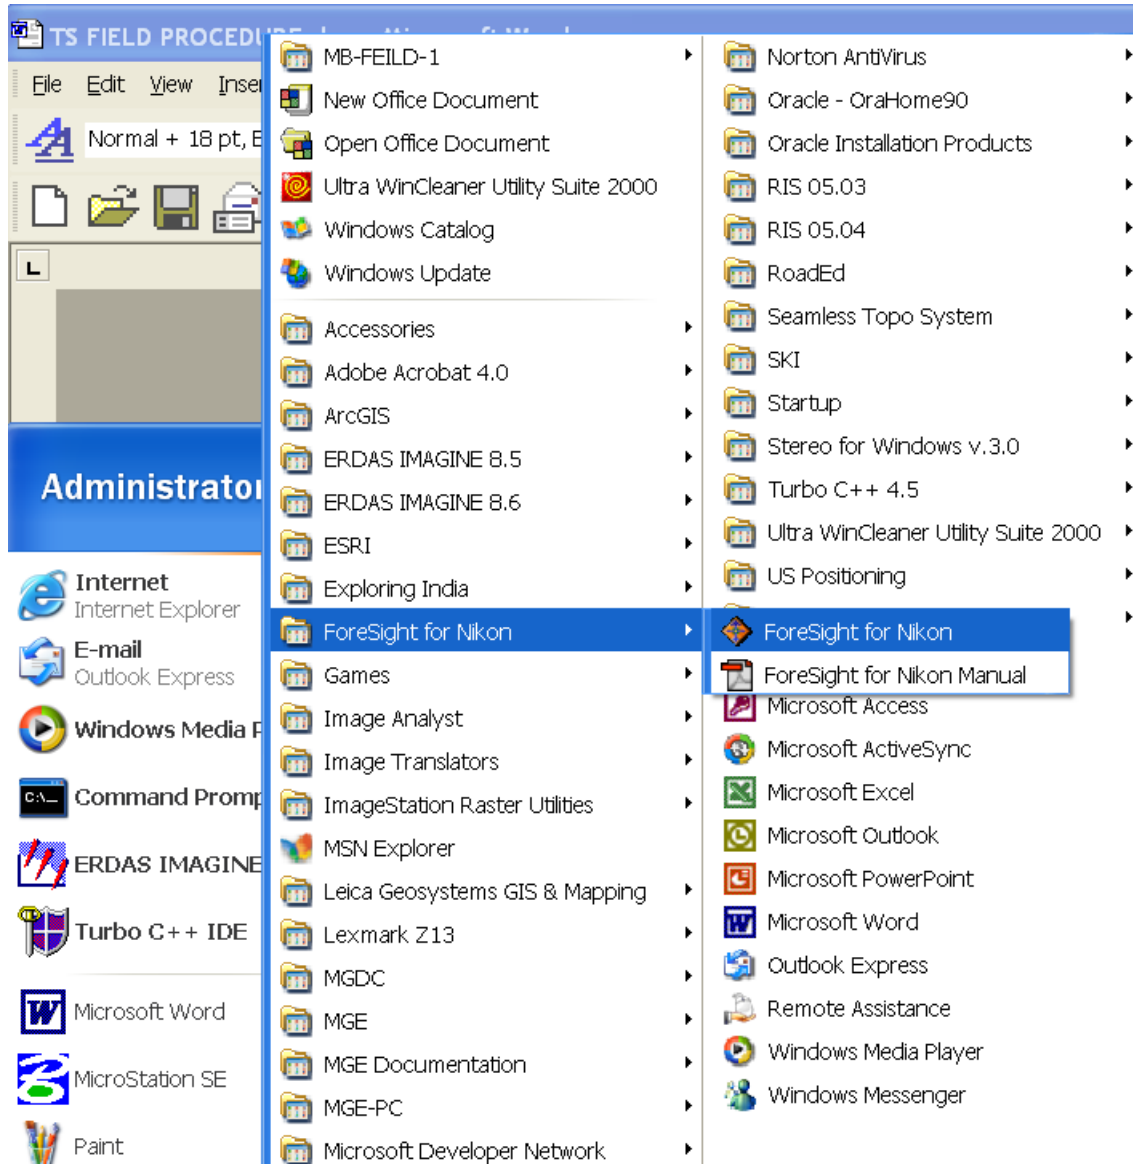 TS FIELD PROCEDU
File Edit View Inser
Normal + 18 pt, B
L
Administrator
Internet
Internet Explorer
E-mail
Outlook Express
Windows Media P
C:\_
Command Promp
ERDAS IMAGINE
Turbo C++ IDE
Microsoft Word
MicroStation SE
Paint
MB-FEILD-1
New Office Document
Open Office Document
Ultra WinCleaner Utility Suite 2000
Windows Catalog
Windows Update
Accessories
Adobe Acrobat 4.0
ArcGIS
ERDAS IMAGINE 8.5
ERDAS IMAGINE 8.6
ESRI
Exploring India
ForeSight for Nikon
Games
Image Analyst
Image Translators
ImageStation Raster Utilities
MSN Explorer
Leica Geosystems GIS & Mapping
Lexmark Z13
MGDC
MGE
MGE Documentation
MGE-PC
Microsoft Developer Network
Norton AntiVirus
Oracle - OraHome90
Oracle Installation Products
RIS 05.03
RIS 05.04
RoadEd
Seamless Topo System
SKI
Startup
Stereo for Windows v.3.0
Turbo C++ 4.5
Ultra WinCleaner Utility Suite 2000
US Positioning
ForeSight for Nikon
ForeSight for Nikon Manual
Microsoft Access
Microsoft ActiveSync
Microsoft Excel
Microsoft Outlook
Microsoft PowerPoint
Microsoft Word
Outlook Express
Remote Assistance
Windows Media Player
Windows Messenger